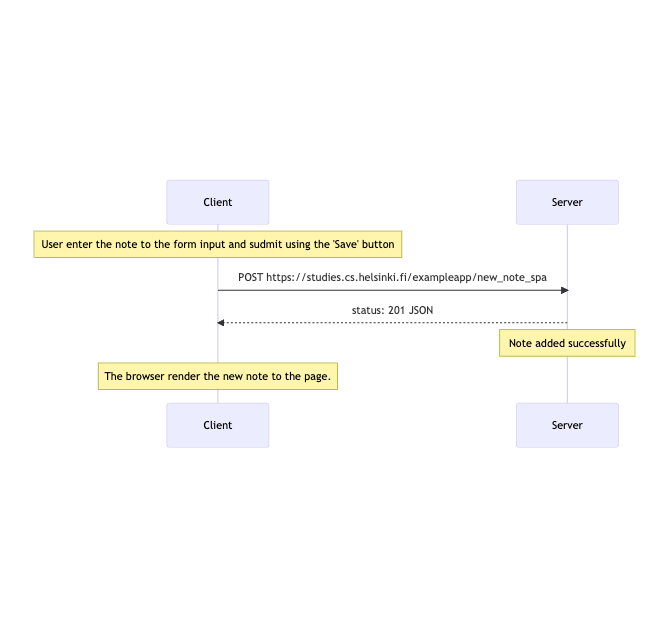 Client
Server
User enter the note to the form input and sudmit using the 'Save' button
POST https://studies.cs.helsinki.fi/exampleapp/new_note_spa
status: 201 JSON
Note added successfully
The browser render the new note to the page.
Client
Server